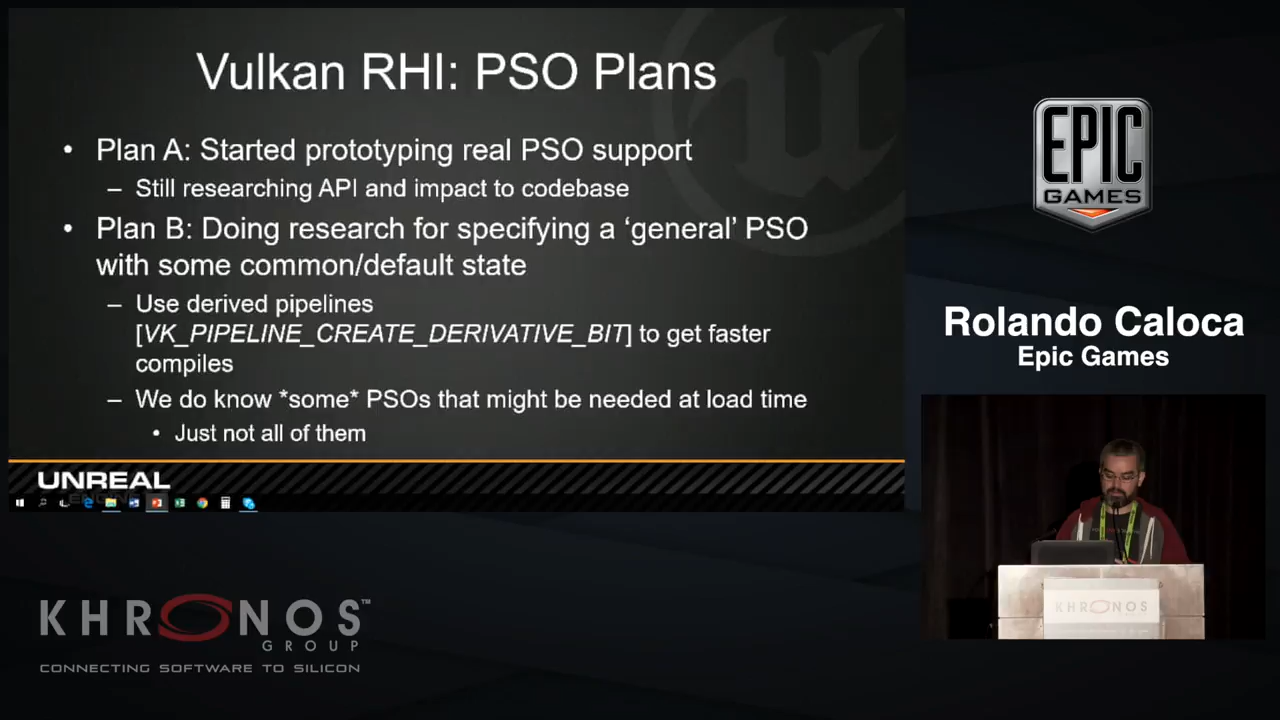 Vulkan RHI: PSO Plans
• Plan A: Started prototyping real PSO support
– Still researching API and impact to codebase
• Plan B: Doing research for specifying a ‘general’ PSO
with some common/default state
– Use derived pipelines
[VK_PIPELINE_CREATE_DERIVATIVE_BIT] to get faster
compiles
– We do know *some* PSOs that might be needed at load time
• Just not all of them
UNREAL
ENGINE
EPIC
GAMES
Rolando Caloca
Epic Games
KHRONOS
KHRONOS™
GROUP
CONNECTING SOFTWARE TO SILICON